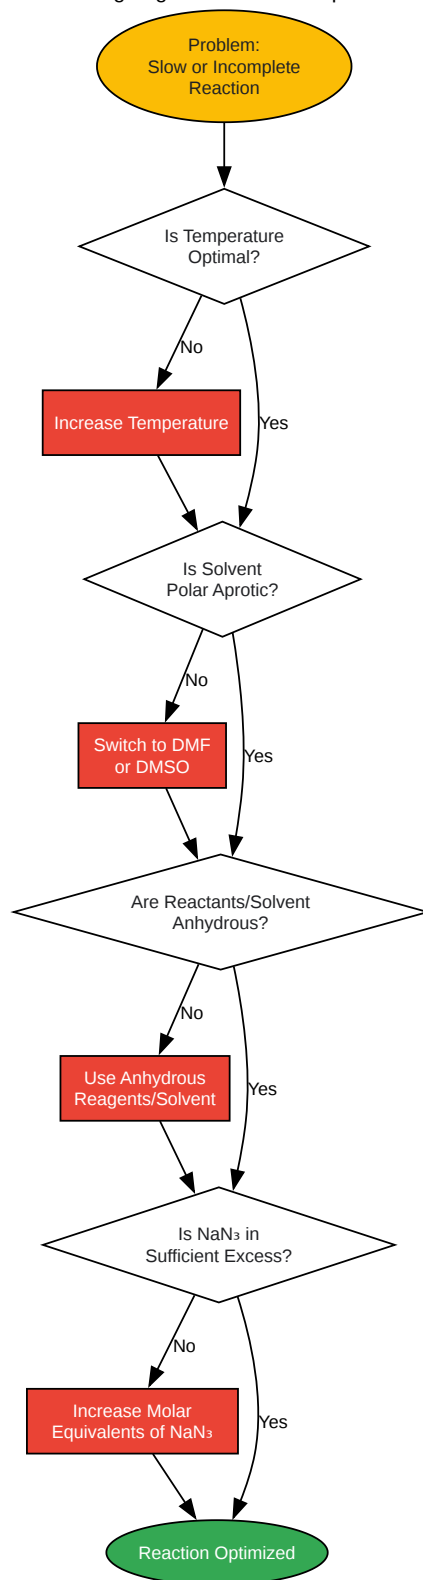 Problem:
Slow or Incomplete
Reaction
Is Temperature
Optimal?
No
Increase Temperature
Yes
Is Solvent
Polar Aprotic?
No
Switch to DMF
or DMSO
Yes
Are Reactants/Solvent
Anhydrous?
No
Use Anhydrous
Reagents/Solvent
Yes
Is NaN₃ in
Sufficient Excess?
No
Increase Molar
Equivalents of NaN₃
Yes
Reaction Optimized